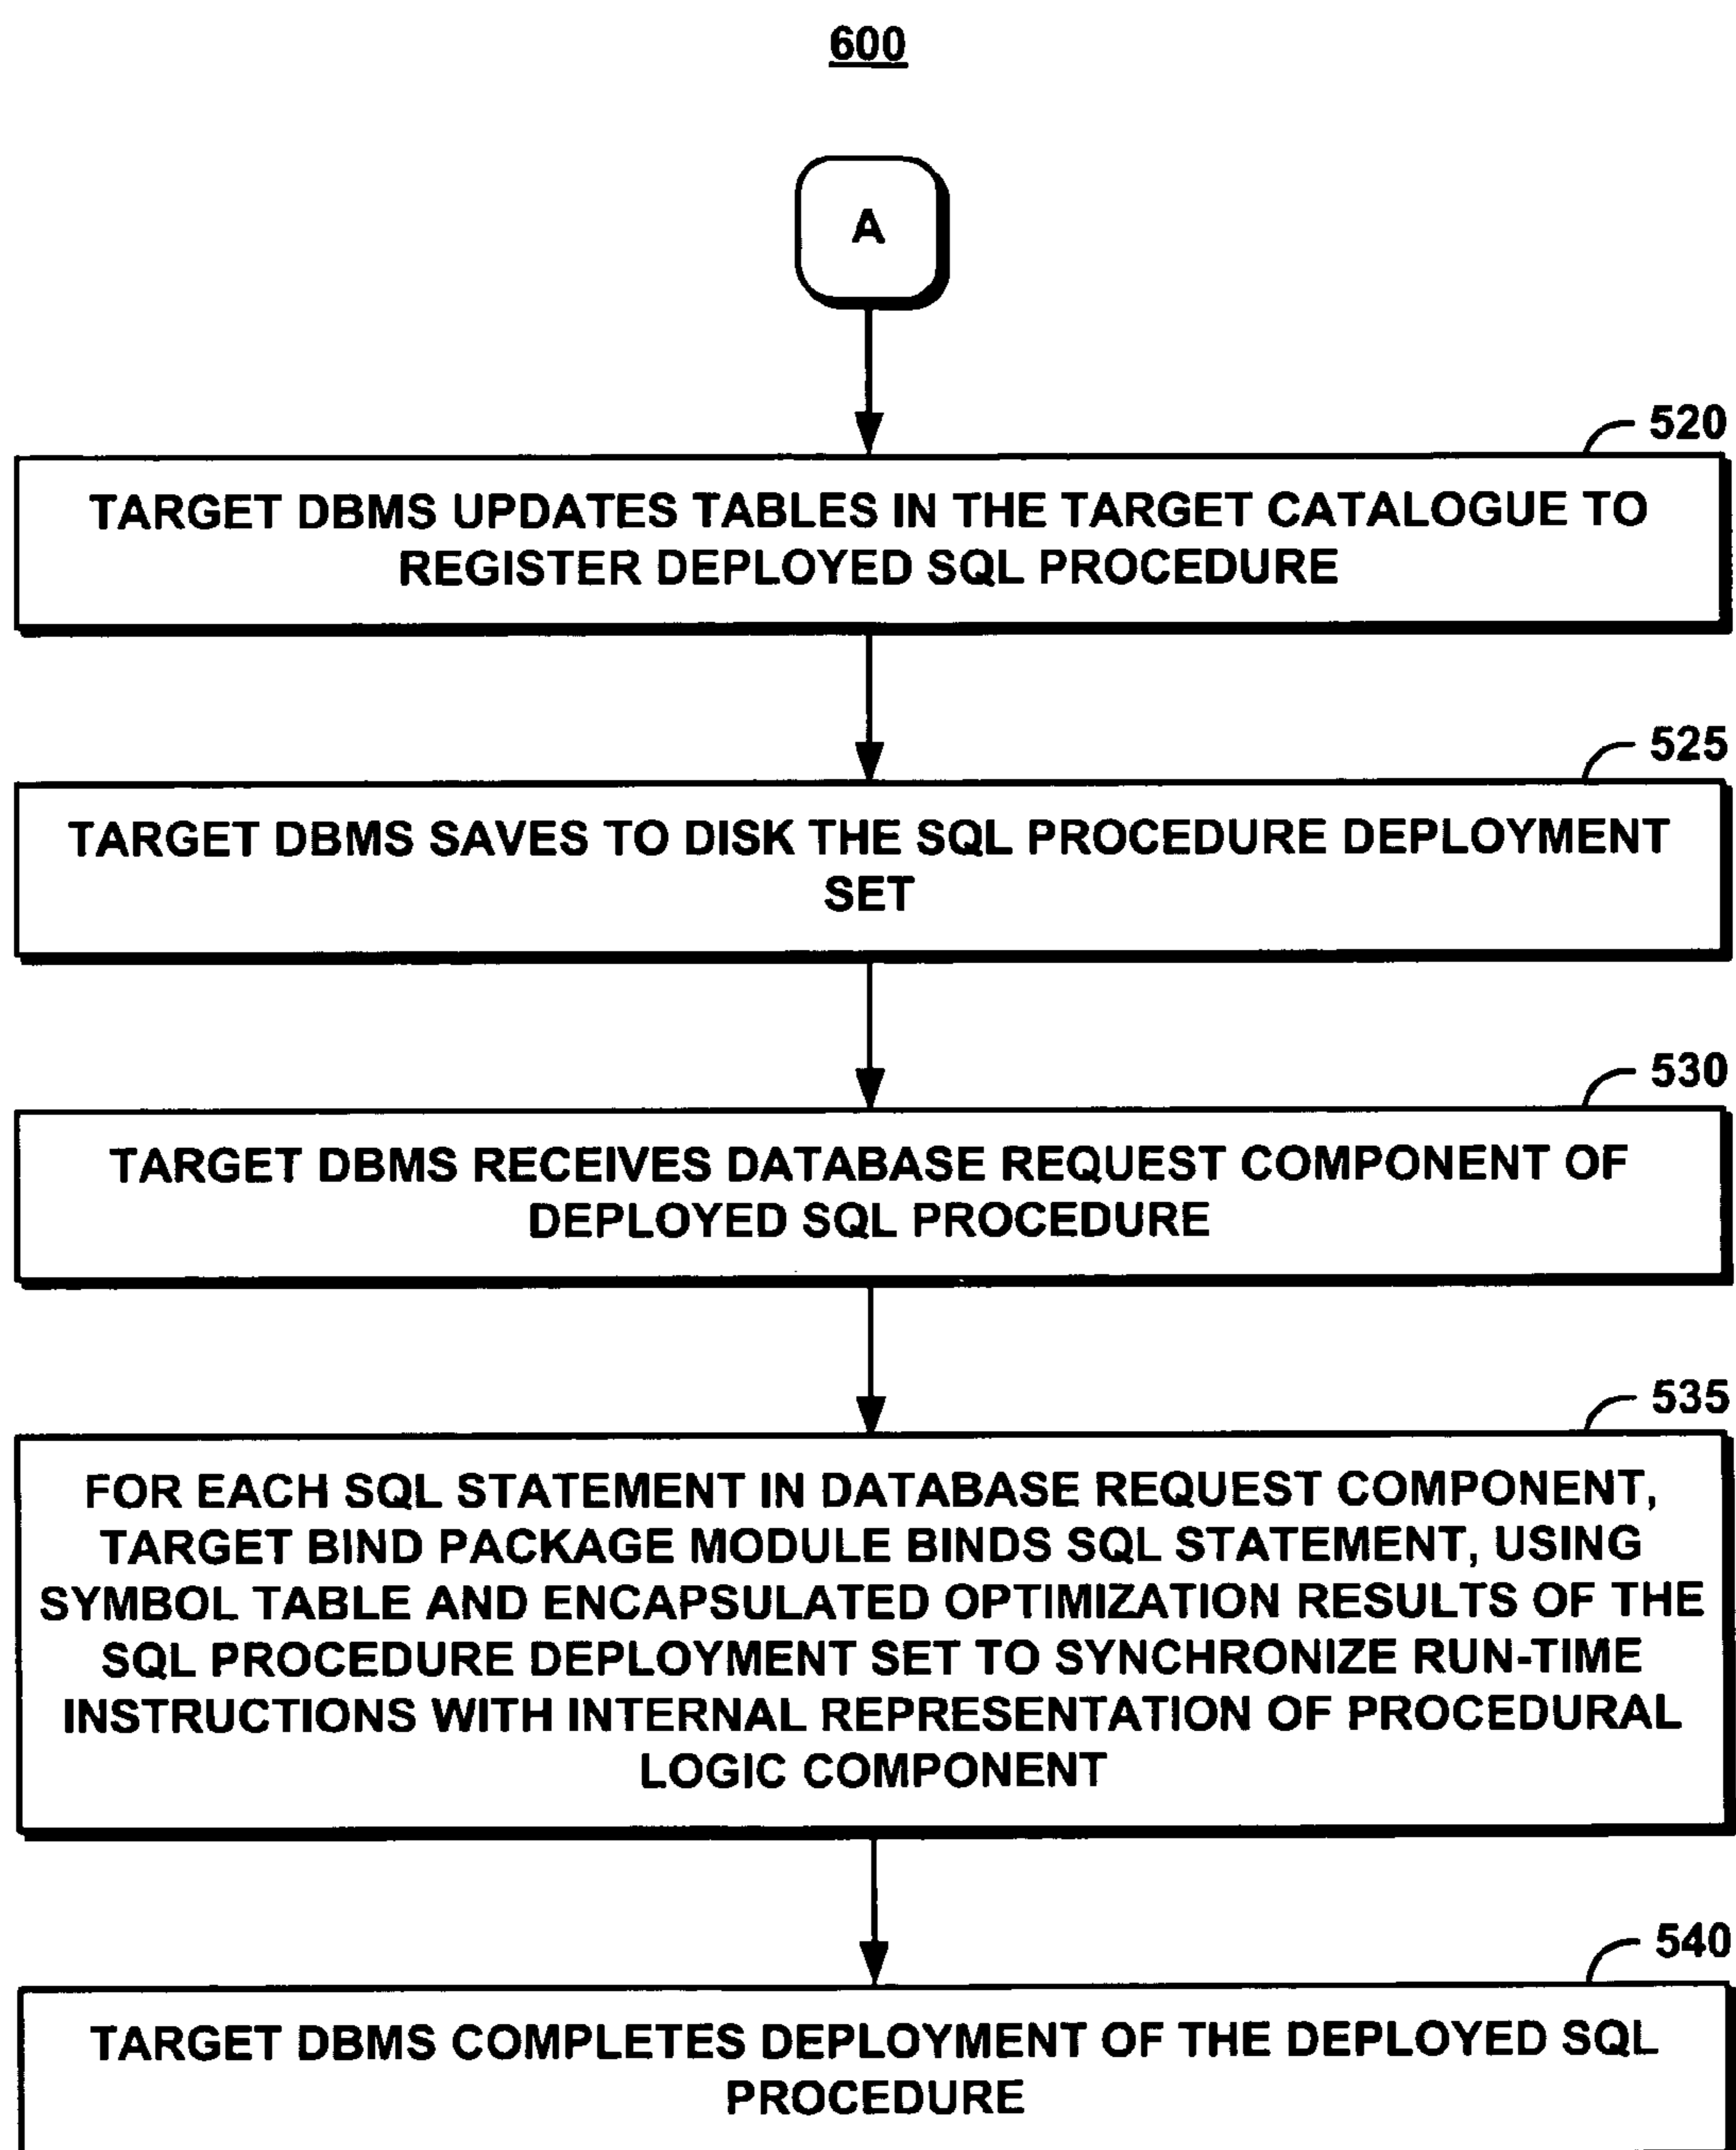 600
A
520
TARGET DBMS UPDATES TABLES IN THE TARGET CATALOGUE TO
REGISTER DEPLOYED SQL PROCEDURE
525
TARGET DBMS SAVES TO DISK THE SQL PROCEDURE DEPLOYMENT
SET
530
TARGET DBMS RECEIVES DATABASE REQUEST COMPONENT OF
DEPLOYED SQL PROCEDURE
535
FOR EACH SQL STATEMENT IN DATABASE REQUEST COMPONENT,
TARGET BIND PACKAGE MODULE BINDS SQL STATEMENT, USING
SYMBOL TABLE AND ENCAPSULATED OPTIMIZATION RESULTS OF THE
SQL PROCEDURE DEPLOYMENT SET TO SYNCHRONIZE RUN-TIME
INSTRUCTIONS WITH INTERNAL REPRESENTATION OF PROCEDURAL
LOGIC COMPONENT
540
TARGET DBMS COMPLETES DEPLOYMENT OF THE DEPLOYED SQL
PROCEDURE